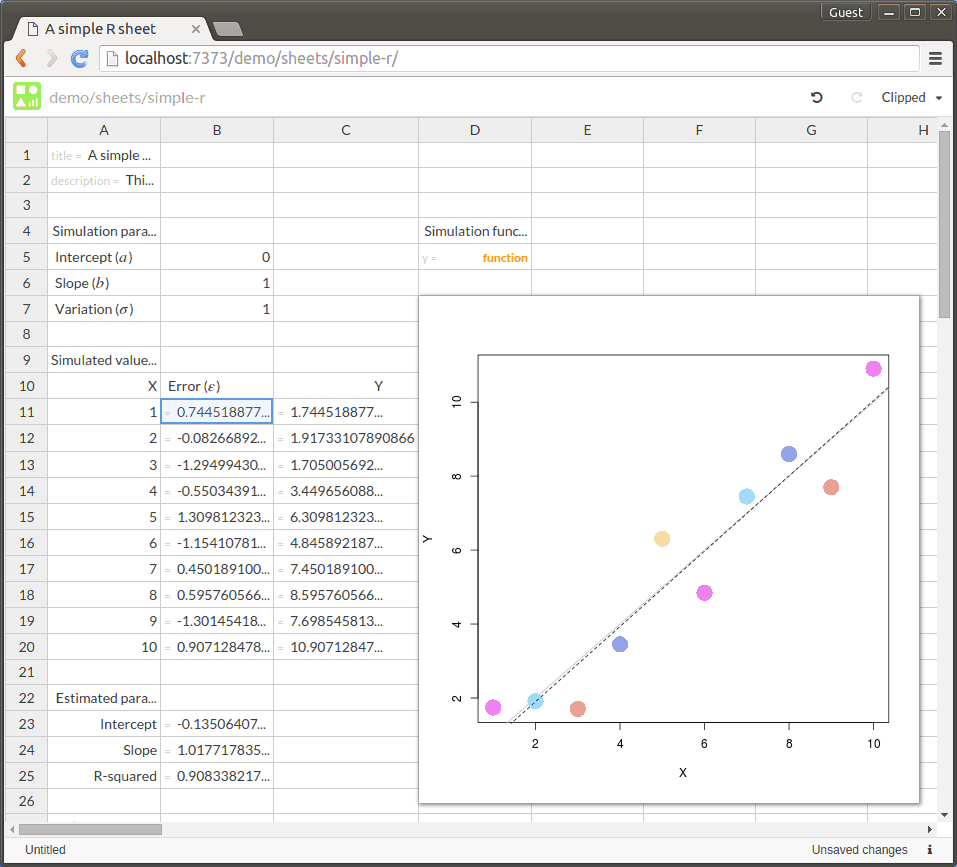 Guest
A simple R sheet
localhost:7373/demo/sheets/simple-r/
demo/sheets/simple-r Clipped
A B C D E F G H
1 title = A simple ...
2 description = Thi...
3
4 Simulation para... Simulation func...
5 Intercept (a) 0 y = function
6 Slope (b) 1
7 Variation (σ) 1
8
9 Simulated value...
10 X Error (ε) Y
11 1 = 0.744518877... = 1.744518877...
12 2 = -0.08266892... = 1.91733107890866
13 3 = -1.29499430... = 1.705005692...
14 4 = -0.55034391... = 3.449656088...
15 5 = 1.309812323... = 6.309812323...
16 6 = -1.15410781... = 4.845892187...
17 7 = 0.450189100... = 7.450189100...
18 8 = 0.595760566... = 8.595760566...
19 9 = -1.30145418... = 7.698545813...
20 10 = 0.907128478... = 10.90712847...
21
22 Estimated para...
23 Intercept = -0.13506407...
24 Slope = 1.017717835...
25 R-squared = 0.908338217...
26
10
8
6
4
2
Y
2 4 6 8 10
X
Untitled Unsaved changes i